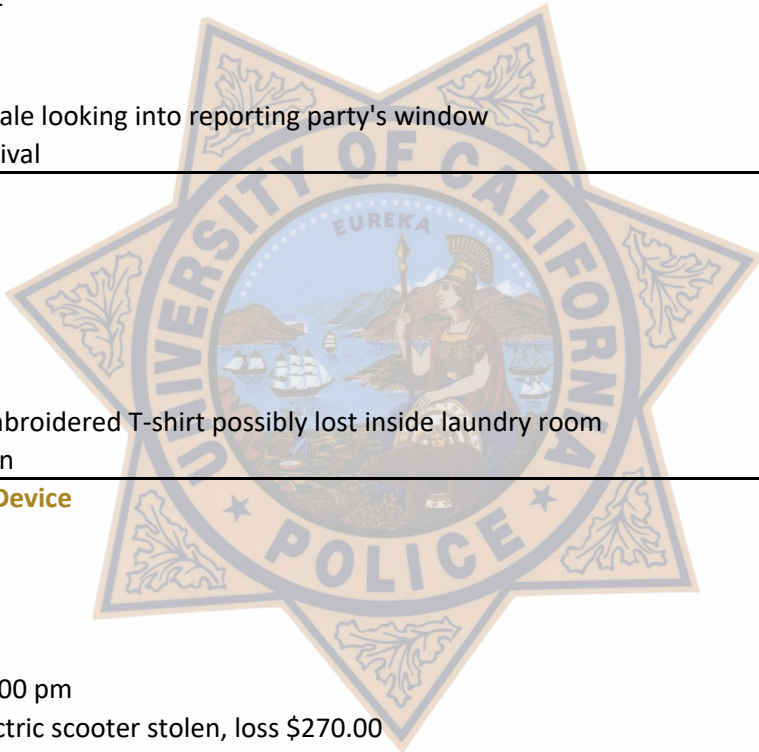 ale looking into reporting party's window
ival
UNIVERSITY OF CALIFORNIA
EUREKA
broidered T-shirt possibly lost inside laundry room
n
Device
POLICE
00 pm
ctric scooter stolen, loss $270.00